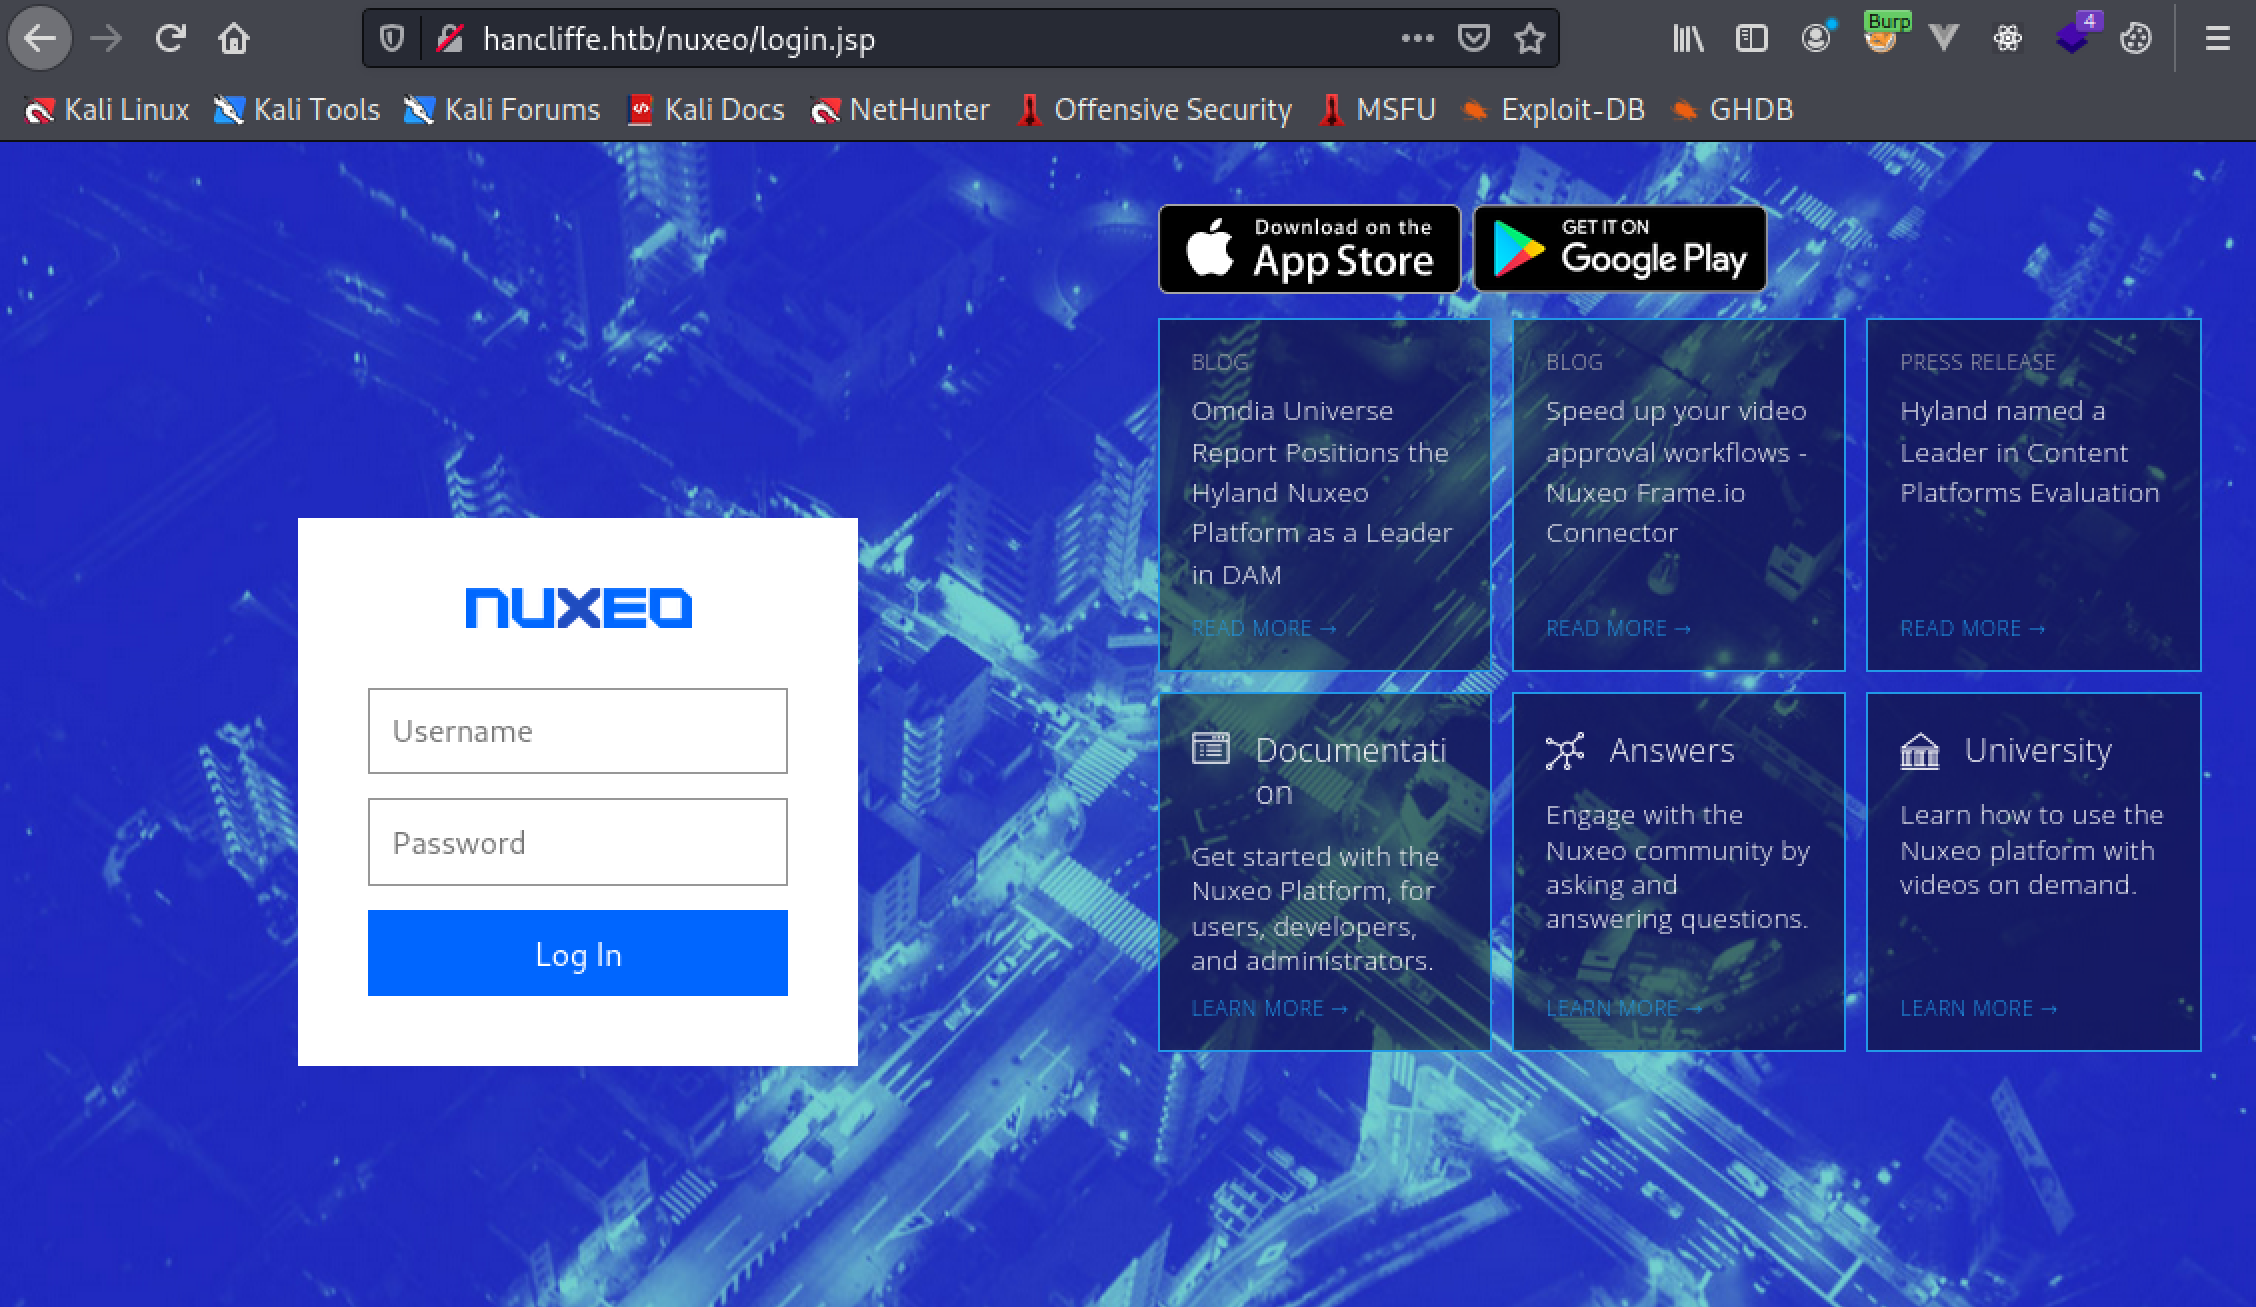 hancliffe.htb/nuxeo/login.jsp
Burp
4
Kali Linux Kali Tools Kali Forums Kali Docs NetHunter Offensive Security MSFU Exploit-DB GHDB
Download on the
App Store
GET IT ON
Google Play
nuxeo
Username
Password
Log In
BLOG
Omdia Universe
Report Positions the
Hyland Nuxeo
Platform as a Leader
in DAM
READ MORE →
BLOG
Speed up your video
approval workflows -
Nuxeo Frame.io
Connector
READ MORE →
PRESS RELEASE
Hyland named a
Leader in Content
Platforms Evaluation
READ MORE →
Documentati
on
Get started with the
Nuxeo Platform, for
users, developers,
and administrators.
LEARN MORE →
Answers
Engage with the
Nuxeo community by
asking and
answering questions.
LEARN MORE →
University
Learn how to use the
Nuxeo platform with
videos on demand.
LEARN MORE →